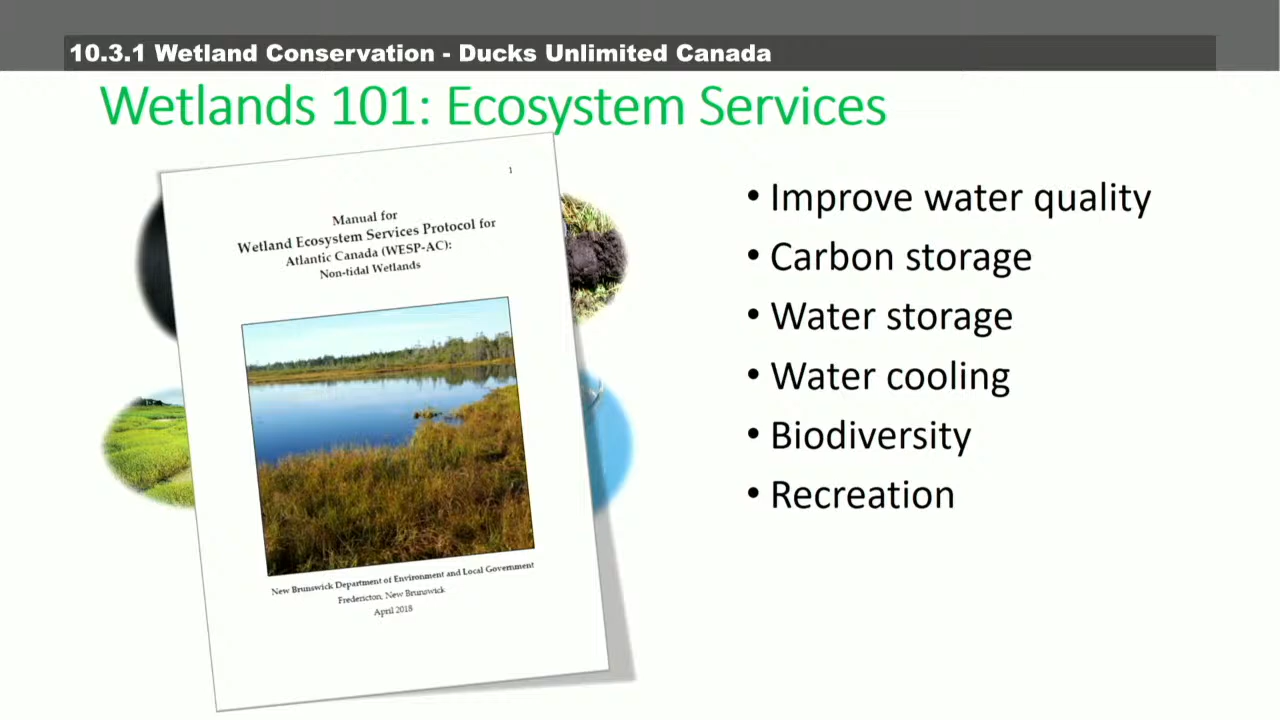 10.3.1 Wetland Conservation - Ducks Unlimited Canada
Wetlands 101: Ecosystem Services
1
Manual for
Wetland Ecosystem Services Protocol for
Atlantic Canada (WESP-AC):
Non-tidal Wetlands
New Brunswick Department of Environment and Local Government
Fredericton, New Brunswick
April 2018
• Improve water quality
• Carbon storage
• Water storage
• Water cooling
• Biodiversity
• Recreation